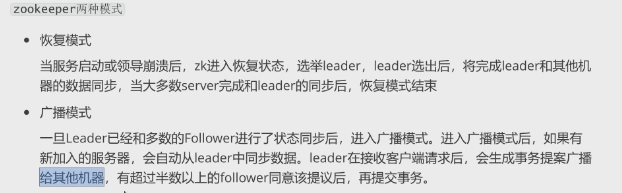 zookeeper两种模式
恢复模式
当服务启动或领导崩溃后，zk进入恢复状态，选举leader，leader选出后，将完成leader和其他机
器的数据同步，当大多数server完成和leader的同步后，恢复模式结束
广播模式
一旦Leader已经和多数的Follower进行了状态同步后，进入广播模式。进入广播模式后，如果有
新加入的服务器，会自动从leader中同步数据。leader在接收客户端请求后，会生成事务提案广播
给其他机器，有超过半数以上的follower同意该提议后，再提交事务。